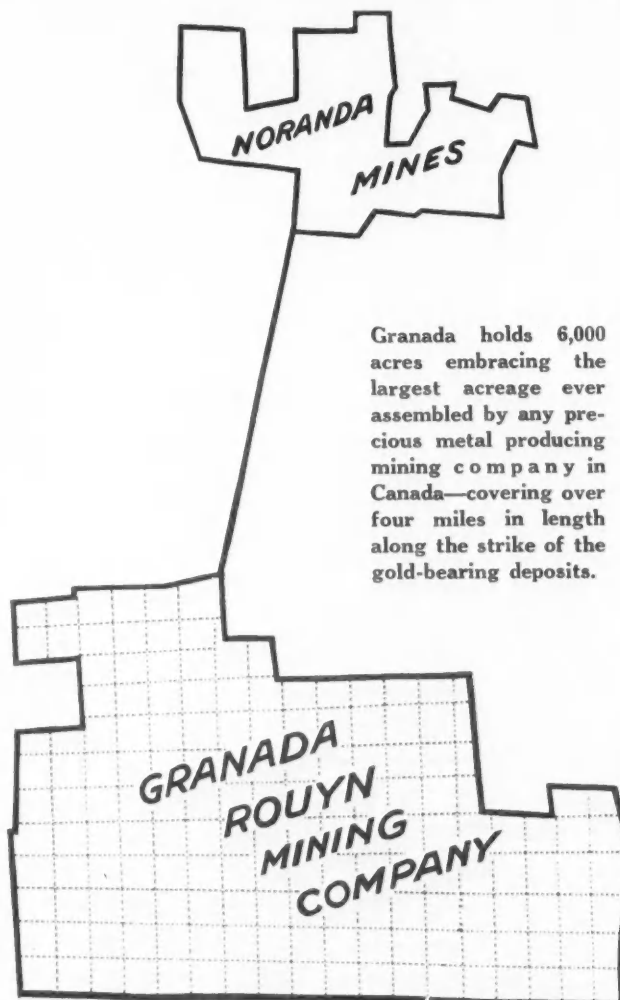 NORANDA
MINES
Granada holds 6,000
acres embracing the
largest acreage ever
assembled by any pre-
cious metal producing
mining company in
Canada—covering over
four miles in length
along the strike of the
gold-bearing deposits.
GRANADA
ROUYN
MINING
COMPANY